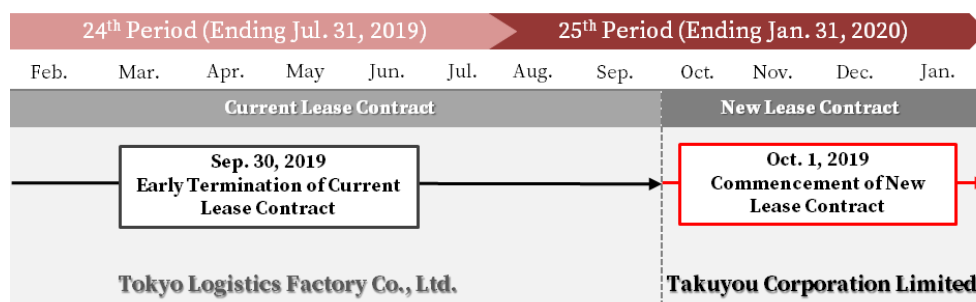 24th Period (Ending Jul. 31, 2019) 25th Period (Ending Jan. 31, 2020)
Feb. Mar. Apr. May Jun. Jul. Aug. Sep. Oct. Nov. Dec. Jan.
Current Lease Contract New Lease Contract
Sep. 30, 2019
Early Termination of Current
Lease Contract
Oct. 1, 2019
Commencement of New
Lease Contract
Tokyo Logistics Factory Co., Ltd. Takuyou Corporation Limited